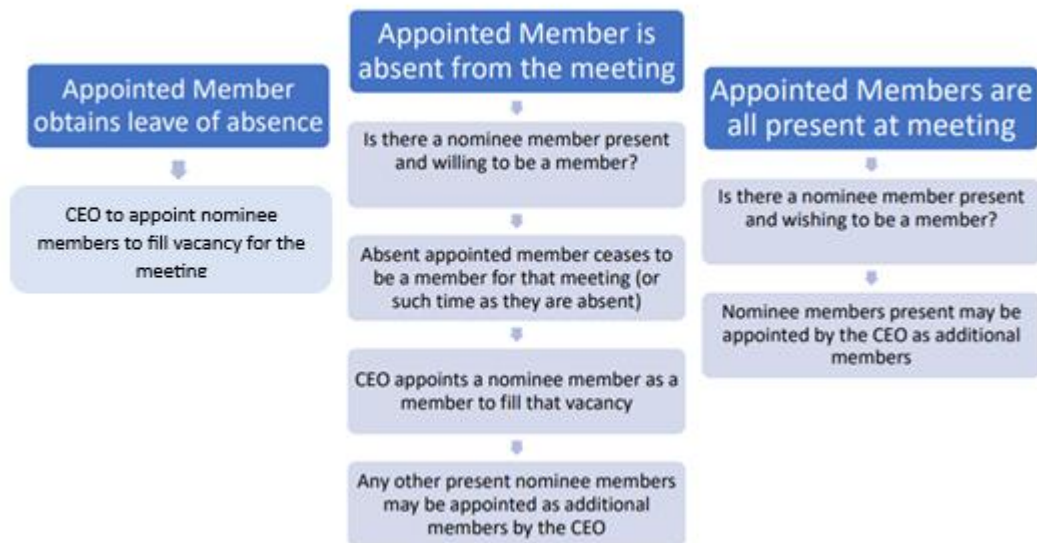 Appointed Member
obtains leave of absence
CEO to appoint nominee
members to fill vacancy for the
meeting
Appointed Member is
absent from the meeting
Is there a nominee member present
and willing to be a member?
Absent appointed member ceases to
be a member for that meeting (or
such time as they are absent)
CEO appoints a nominee member as a
member to fill that vacancy
Any other present nominee members
may be appointed as additional
members by the CEO
Appointed Members are
all present at meeting
Is there a nominee member present
and wishing to be a member?
Nominee members present may be
appointed by the CEO as additional
members